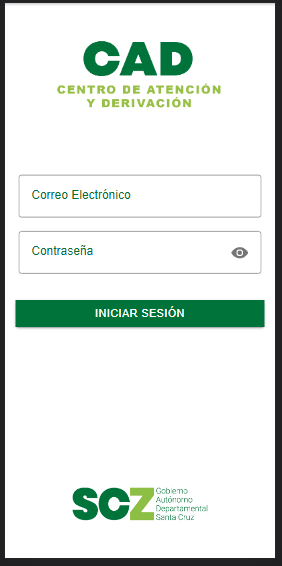 CAD
CENTRO DE ATENCIÓN
Y DERIVACIÓN
Correo Electrónico
Contraseña
INICIAR SESIÓN
SCZ
Gobierno
Autónomo
Departamental
Santa Cruz